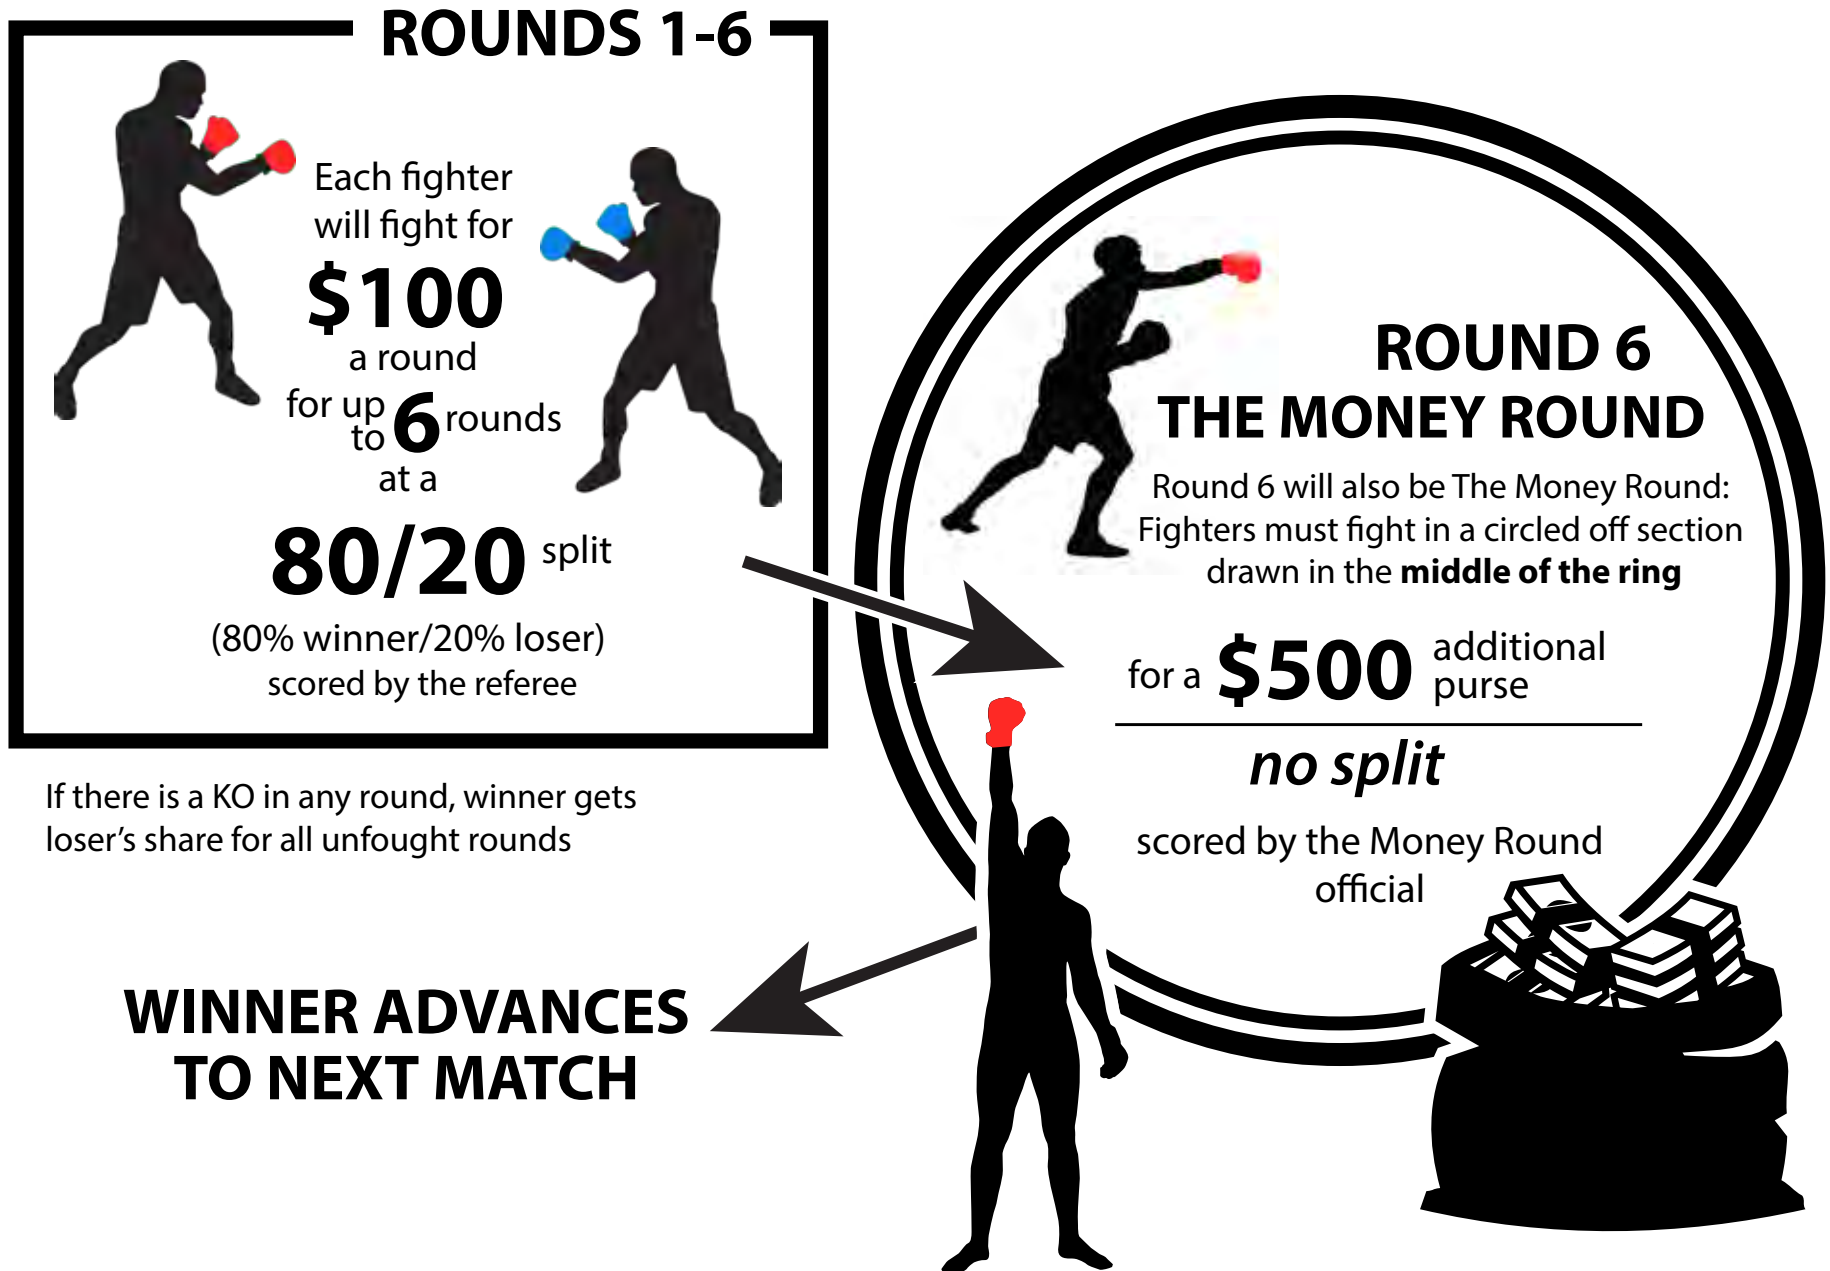 ROUNDS 1-6
Each fighter
will fight for
$100
a round
for up
to 6 rounds
at a
80/20 split
(80% winner/20% loser)
scored by the referee
If there is a KO in any round, winner gets
loser's share for all unfought rounds
ROUND 6
THE MONEY ROUND
Round 6 will also be The Money Round:
Fighters must fight in a circled off section
drawn in the middle of the ring
for a $500 additional
purse
no split
scored by the Money Round
official
WINNER ADVANCES
TO NEXT MATCH